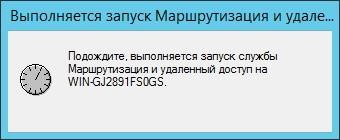 Выполняется запуск Маршрутизация и удале...
Подождите, выполняется запуск службы
Маршрутизация и удаленный доступ на
WIN-GJ2891FS0GS.